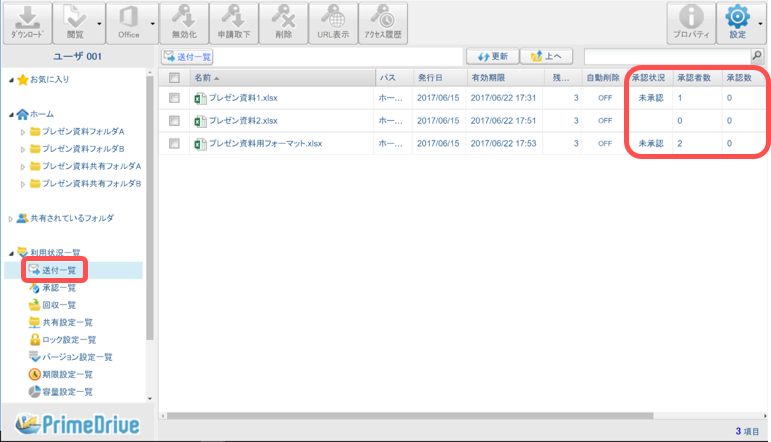 ダウンロード 閲覧 Office 無効化 申請取下 削除 URL表示 アクセス履歴 プロパティ 設定
ユーザ 001 送付一覧 更新 上へ
お気に入り
ホーム
プレゼン資料フォルダA
プレゼン資料フォルダB
プレゼン資料共有フォルダA
プレゼン資料共有フォルダB
共有されているフォルダ
利用状況一覧
送付一覧
承認一覧
回収一覧
共有設定一覧
ロック設定一覧
バージョン設定一覧
期限設定一覧
容量設定一覧
PrimeDrive
名前 パス 発行日 有効期限 残... 自動削除 承認状況 承認者数 承認数
プレゼン資料1.xlsx ホー... 2017/06/15 2017/06/22 17:31 3 OFF 未承認 1 0
プレゼン資料2.xlsx ホー... 2017/06/15 2017/06/22 17:51 3 OFF 0 0
プレゼン資料用フォーマット.xlsx ホー... 2017/06/15 2017/06/22 17:53 3 OFF 未承認 2 0
3 項目